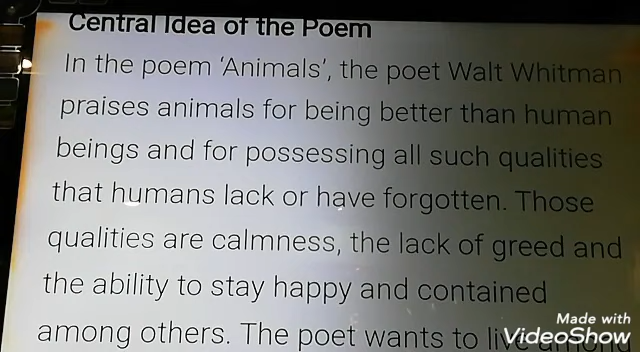 Central Idea of the Poem
In the poem ‘Animals’, the poet Walt Whitman
praises animals for being better than human
beings and for possessing all such qualities
that humans lack or have forgotten. Those
qualities are calmness, the lack of greed and
the ability to stay happy and contained
among others. The poet wants to live among
Made with
VideoShow